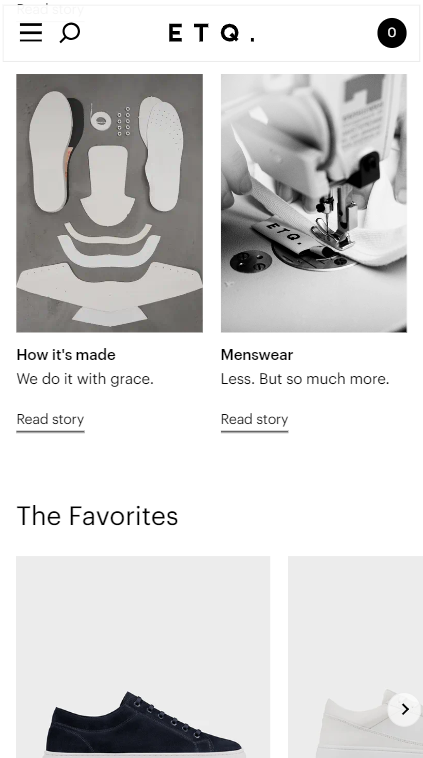 Read story
ETQ.
0
ETQ.
How it's made
We do it with grace.
Read story
Menswear
Less. But so much more.
Read story
The Favorites